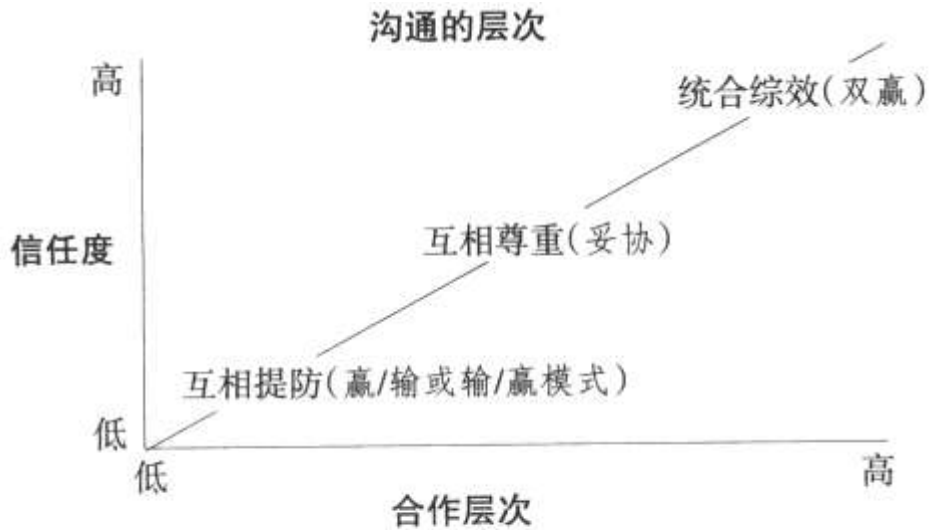 沟通的层次
高
统合综效(双赢)
互相尊重(妥协)
信任度
互相提防(赢/输或输/赢模式)
低
低
高
合作层次